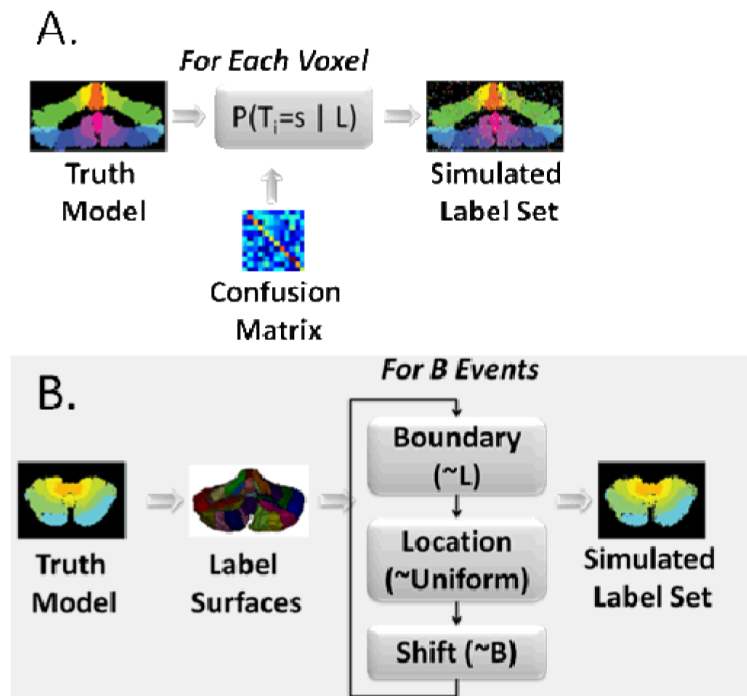 A.
For Each Voxel
P(Ti=s | L)
Truth
Model
Simulated
Label Set
Confusion
Matrix
B.
For B Events
Boundary
(~L)
Location
(~Uniform)
Shift (~B)
Truth
Model
Label
Surfaces
Simulated
Label Set